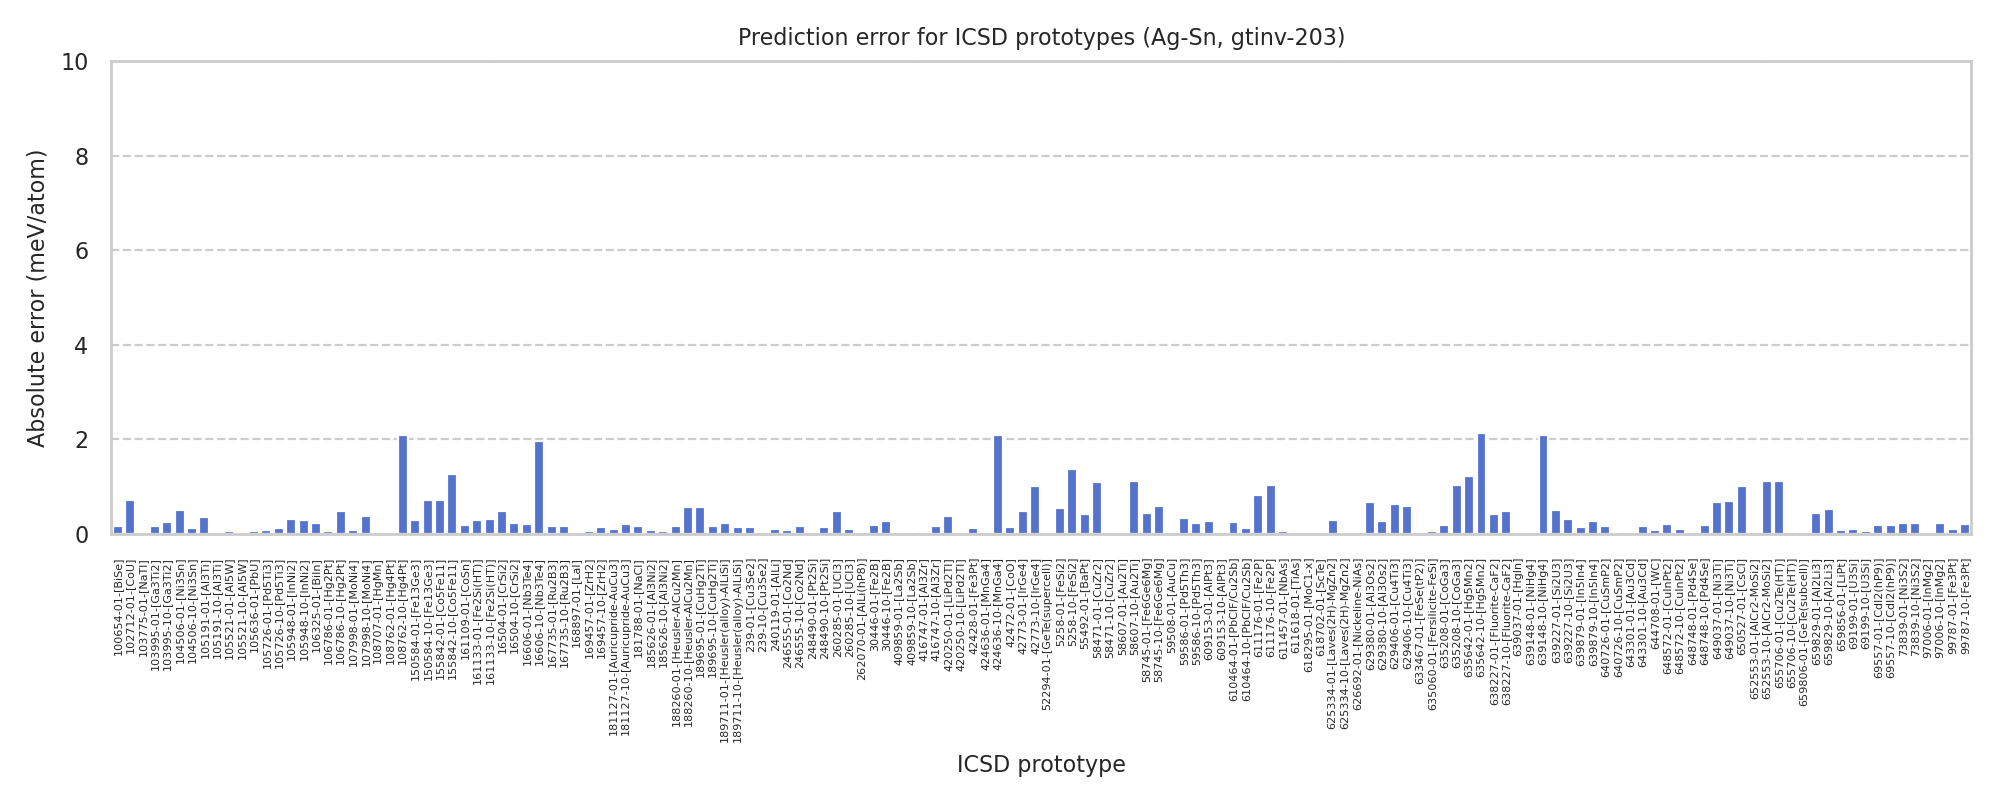 Prediction error for ICSD prototypes (Ag-Sn, gtinv-203)
10
8
6
4
2
0
Absolute error (meV/atom)
100654-01-[BiSe]
102712-01-[CoU]
103775-01-[NaTl]
103995-01-[Ga3Ti2]
103995-10-[Ga3Ti2]
104506-01-[Ni3Sn]
104506-10-[Ni3Sn]
105191-01-[Al3Ti]
105191-10-[Al3Ti]
105521-01-[Al5W]
105521-10-[Al5W]
105636-01-[PbU]
105726-01-[Pd5Ti3]
105726-10-[Pd5Ti3]
105948-01-[InNi2]
105948-10-[InNi2]
106325-01-[BiIn]
106786-01-[Hg2Pt]
106786-10-[Hg2Pt]
107998-01-[MoNi4]
107998-10-[MoNi4]
108707-01-[HgMn]
108762-01-[Hg4Pt]
108762-10-[Hg4Pt]
150584-01-[Fe13Ge3]
150584-10-[Fe13Ge3]
155842-01-[Co5Fe11]
155842-10-[Co5Fe11]
161109-01-[CoSn]
161133-01-[Fe2Si(HT)]
161133-10-[Fe2Si(HT)]
16504-01-[CrSi2]
16504-10-[CrSi2]
16606-01-[Nb3Te4]
16606-10-[Nb3Te4]
167735-01-[Ru2B3]
167735-10-[Ru2B3]
168897-01-[LaI]
169457-01-[ZrH2]
169457-10-[ZrH2]
181127-01-[Auricupride-AuCu3]
181127-10-[Auricupride-AuCu3]
181788-01-[NaCl]
185626-01-[Al3Ni2]
185626-10-[Al3Ni2]
188260-01-[Heusler-AlCu2Mn]
188260-10-[Heusler-AlCu2Mn]
189695-01-[CuHg2Ti]
189695-10-[CuHg2Ti]
189711-01-[Heusler(alloy)-AlLiSi]
189711-10-[Heusler(alloy)-AlLiSi]
239-01-[Cu3Se2]
239-10-[Cu3Se2]
240119-01-[AlLi]
246555-01-[Co2Nd]
246555-10-[Co2Nd]
248490-01-[Pt2Si]
248490-10-[Pt2Si]
260285-01-[UCl3]
260285-10-[UCl3]
262070-01-[AlLi(hP8)]
30446-01-[Fe2B]
30446-10-[Fe2B]
409859-01-[La2Sb]
409859-10-[La2Sb]
416747-01-[Al3Zr]
416747-10-[Al3Zr]
420250-01-[LiPd2Tl]
420250-10-[LiPd2Tl]
42428-01-[Fe3Pt]
424636-01-[MnGa4]
424636-10-[MnGa4]
42472-01-[CoO]
42773-01-[IrGe4]
42773-10-[IrGe4]
52294-01-[GeTe(supercell)]
5258-01-[FeSi2]
5258-10-[FeSi2]
55492-01-[BaPt]
58471-01-[CuZr2]
58471-10-[CuZr2]
58607-01-[Au2Ti]
58607-10-[Au2Ti]
58745-01-[Fe6Ge6Mg]
58745-10-[Fe6Ge6Mg]
59508-01-[AuCu]
59586-01-[Pd5Th3]
59586-10-[Pd5Th3]
609153-01-[AlPt3]
609153-10-[AlPt3]
610464-01-[PbClF/Cu2Sb]
610464-10-[PbClF/Cu2Sb]
611176-01-[Fe2P]
611176-10-[Fe2P]
611457-01-[NbAs]
611618-01-[TiAs]
618295-01-[MoC1-x]
618702-01-[ScTe]
625334-01-[Laves(2H)-MgZn2]
625334-10-[Laves(2H)-MgZn2]
626692-01-[Nickeline-NiAs]
629380-01-[Al3Os2]
629380-10-[Al3Os2]
629406-01-[Cu4Ti3]
629406-10-[Cu4Ti3]
633467-01-[FeSe(tP2)]
635060-01-[Fersilicite-FeSi]
635208-01-[CoGa3]
635208-10-[CoGa3]
635642-01-[Hg5Mn2]
635642-10-[Hg5Mn2]
638227-01-[Fluorite-CaF2]
638227-10-[Fluorite-CaF2]
639037-01-[HgIn]
639148-01-[NiHg4]
639148-10-[NiHg4]
639227-01-[Si2U3]
639227-10-[Si2U3]
639879-01-[In5In4]
639879-10-[In5In4]
640726-01-[CuSmP2]
640726-10-[CuSmP2]
643301-01-[Au3Cd]
643301-10-[Au3Cd]
644708-01-[WC]
648572-01-[CuInPt2]
648572-10-[CuInPt2]
648748-01-[Pd4Se]
648748-10-[Pd4Se]
649037-01-[Ni3Ti]
649037-10-[Ni3Ti]
650527-01-[CsCl]
652553-01-[AlCr2-MoSi2]
652553-10-[AlCr2-MoSi2]
655706-01-[Cu2Te(HT)]
655706-10-[Cu2Te(HT)]
659806-01-[GeTe(subcell)]
659829-01-[Al2Li3]
659829-10-[Al2Li3]
659856-01-[LiPt]
69199-01-[U3Si]
69199-10-[U3Si]
69557-01-[CdI2(hP9)]
69557-10-[CdI2(hP9)]
73839-01-[Ni3S2]
73839-10-[Ni3S2]
97006-01-[InMg2]
97006-10-[InMg2]
99787-01-[Fe3Pt]
99787-10-[Fe3Pt]
ICSD prototype